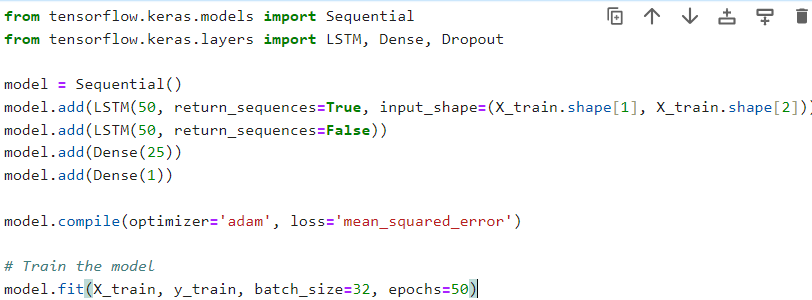 from tensorflow.keras.models import Sequential
from tensorflow.keras.layers import LSTM, Dense, Dropout
model = Sequential()
model.add(LSTM(50, return_sequences=True, input_shape=(X_train.shape[1], X_train.shape[2]))
model.add(LSTM(50, return_sequences=False))
model.add(Dense(25))
model.add(Dense(1))
model.compile(optimizer='adam', loss='mean_squared_error')
# Train the model
model.fit(X_train, y_train, batch_size=32, epochs=50)